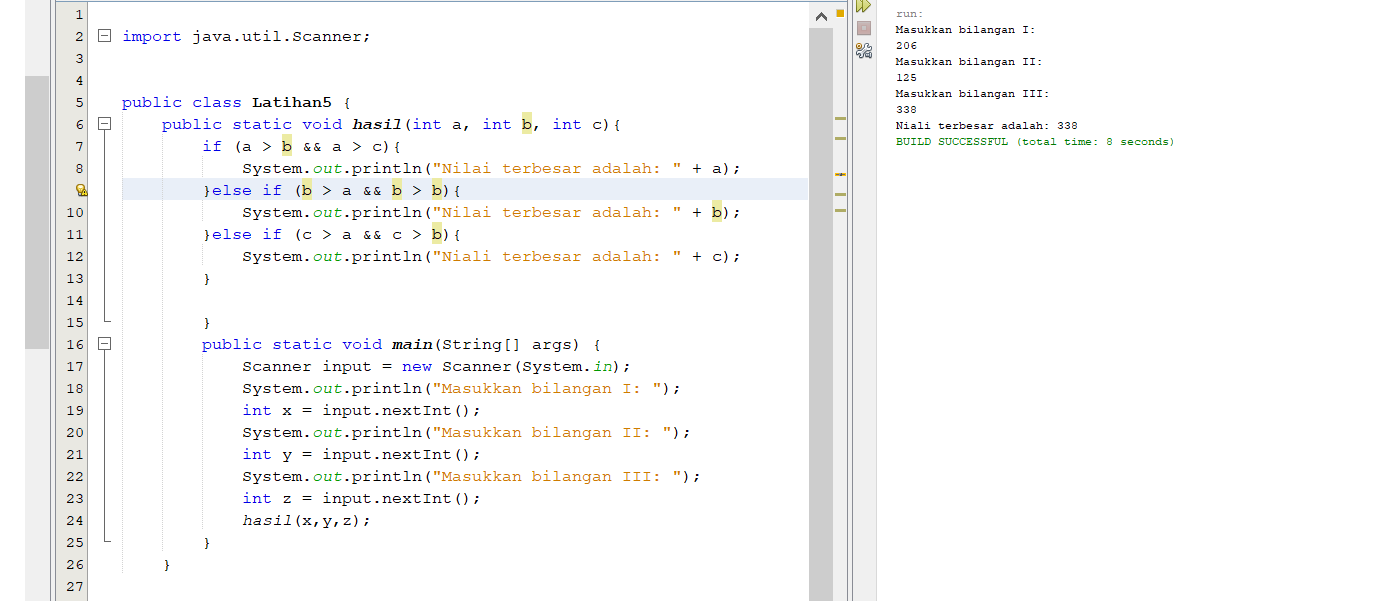 1
2 import java.util.Scanner;
3
4
5 public class Latihan5 {
6 public static void hasil(int a, int b, int c){
7 if (a > b && a > c){
8 System.out.println("Nilai terbesar adalah: " + a);
}else if (b > a && b > b){
10 System.out.println("Nilai terbesar adalah: " + b);
11 }else if (c > a && c > b){
12 System.out.println("Niali terbesar adalah: " + c);
13 }
14
15 }
16 public static void main(String[] args) {
17 Scanner input = new Scanner(System.in);
18 System.out.println("Masukkan bilangan I: ");
19 int x = input.nextInt();
20 System.out.println("Masukkan bilangan II: ");
21 int y = input.nextInt();
22 System.out.println("Masukkan bilangan III: ");
23 int z = input.nextInt();
24 hasil(x,y,z);
25 }
26 }
27
run:
Masukkan bilangan I:
206
Masukkan bilangan II:
125
Masukkan bilangan III:
338
Niali terbesar adalah: 338
BUILD SUCCESSFUL (total time: 8 seconds)